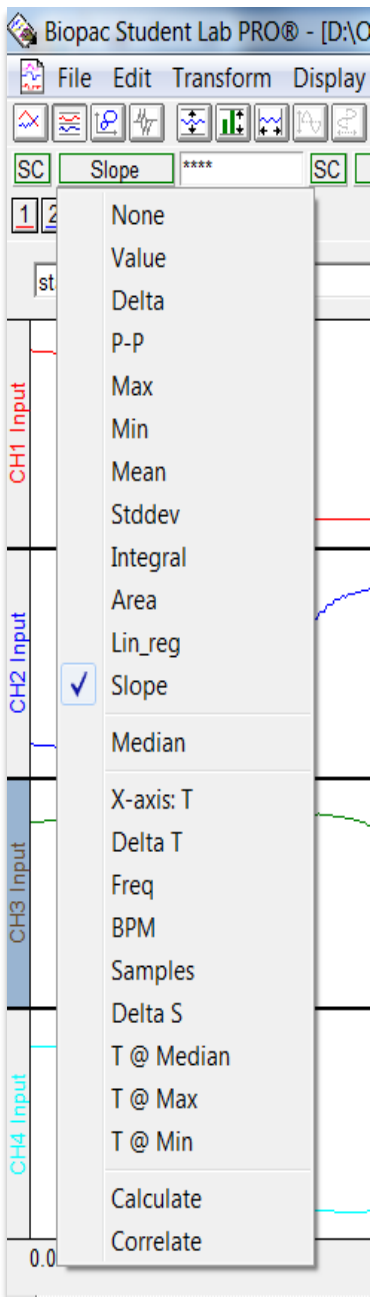 Biopac Student Lab PRO® - [D:\O
File Edit Transform Display
SC Slope **** SC
1 2
st
None
Value
Delta
P-P
Max
Min
Mean
Stddev
Integral
Area
Lin_reg
Slope
Median
X-axis: T
Delta T
Freq
BPM
Samples
Delta S
T @ Median
T @ Max
T @ Min
Calculate
Correlate
CH1 Input
CH2 Input
CH3 Input
CH4 Input
0.0